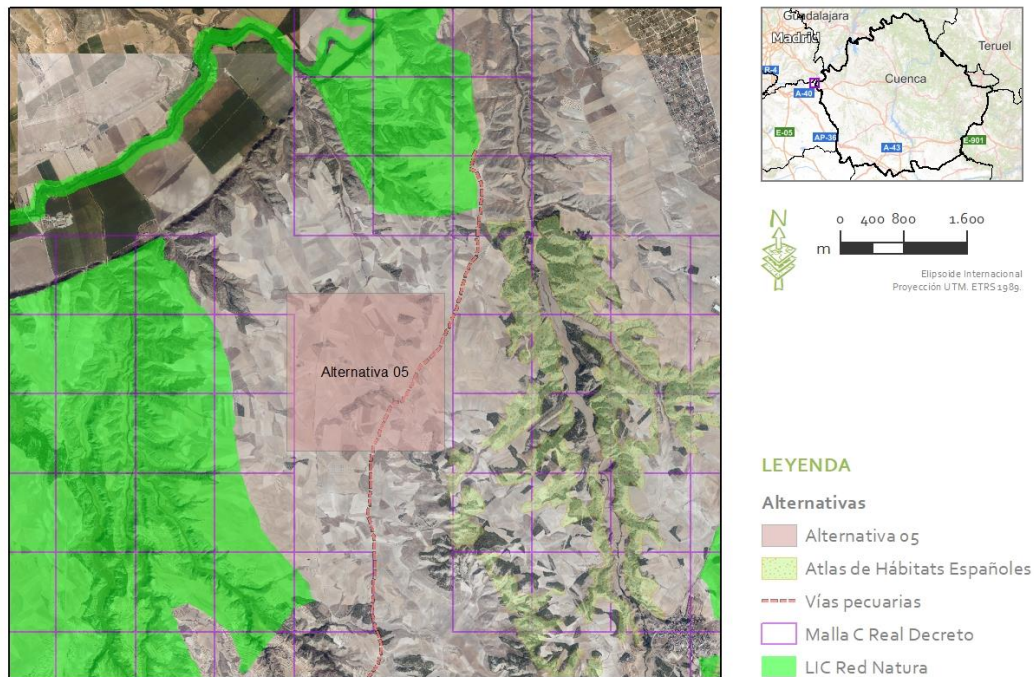 Alternativa 05
Guadalajara
Madrid
Teruel
R-4
Cuenca
A-40
E-05
AP-36
E-901
A-43
N
0 400 800 1.600
m
Elipsoide Internacional
Proyección UTM. ETRS1989.
LEYENDA
Alternativas
Alternativa 05
Atlas de Hábitats Españoles
Vías pecuarias
Malla C Real Decreto
LIC Red Natura